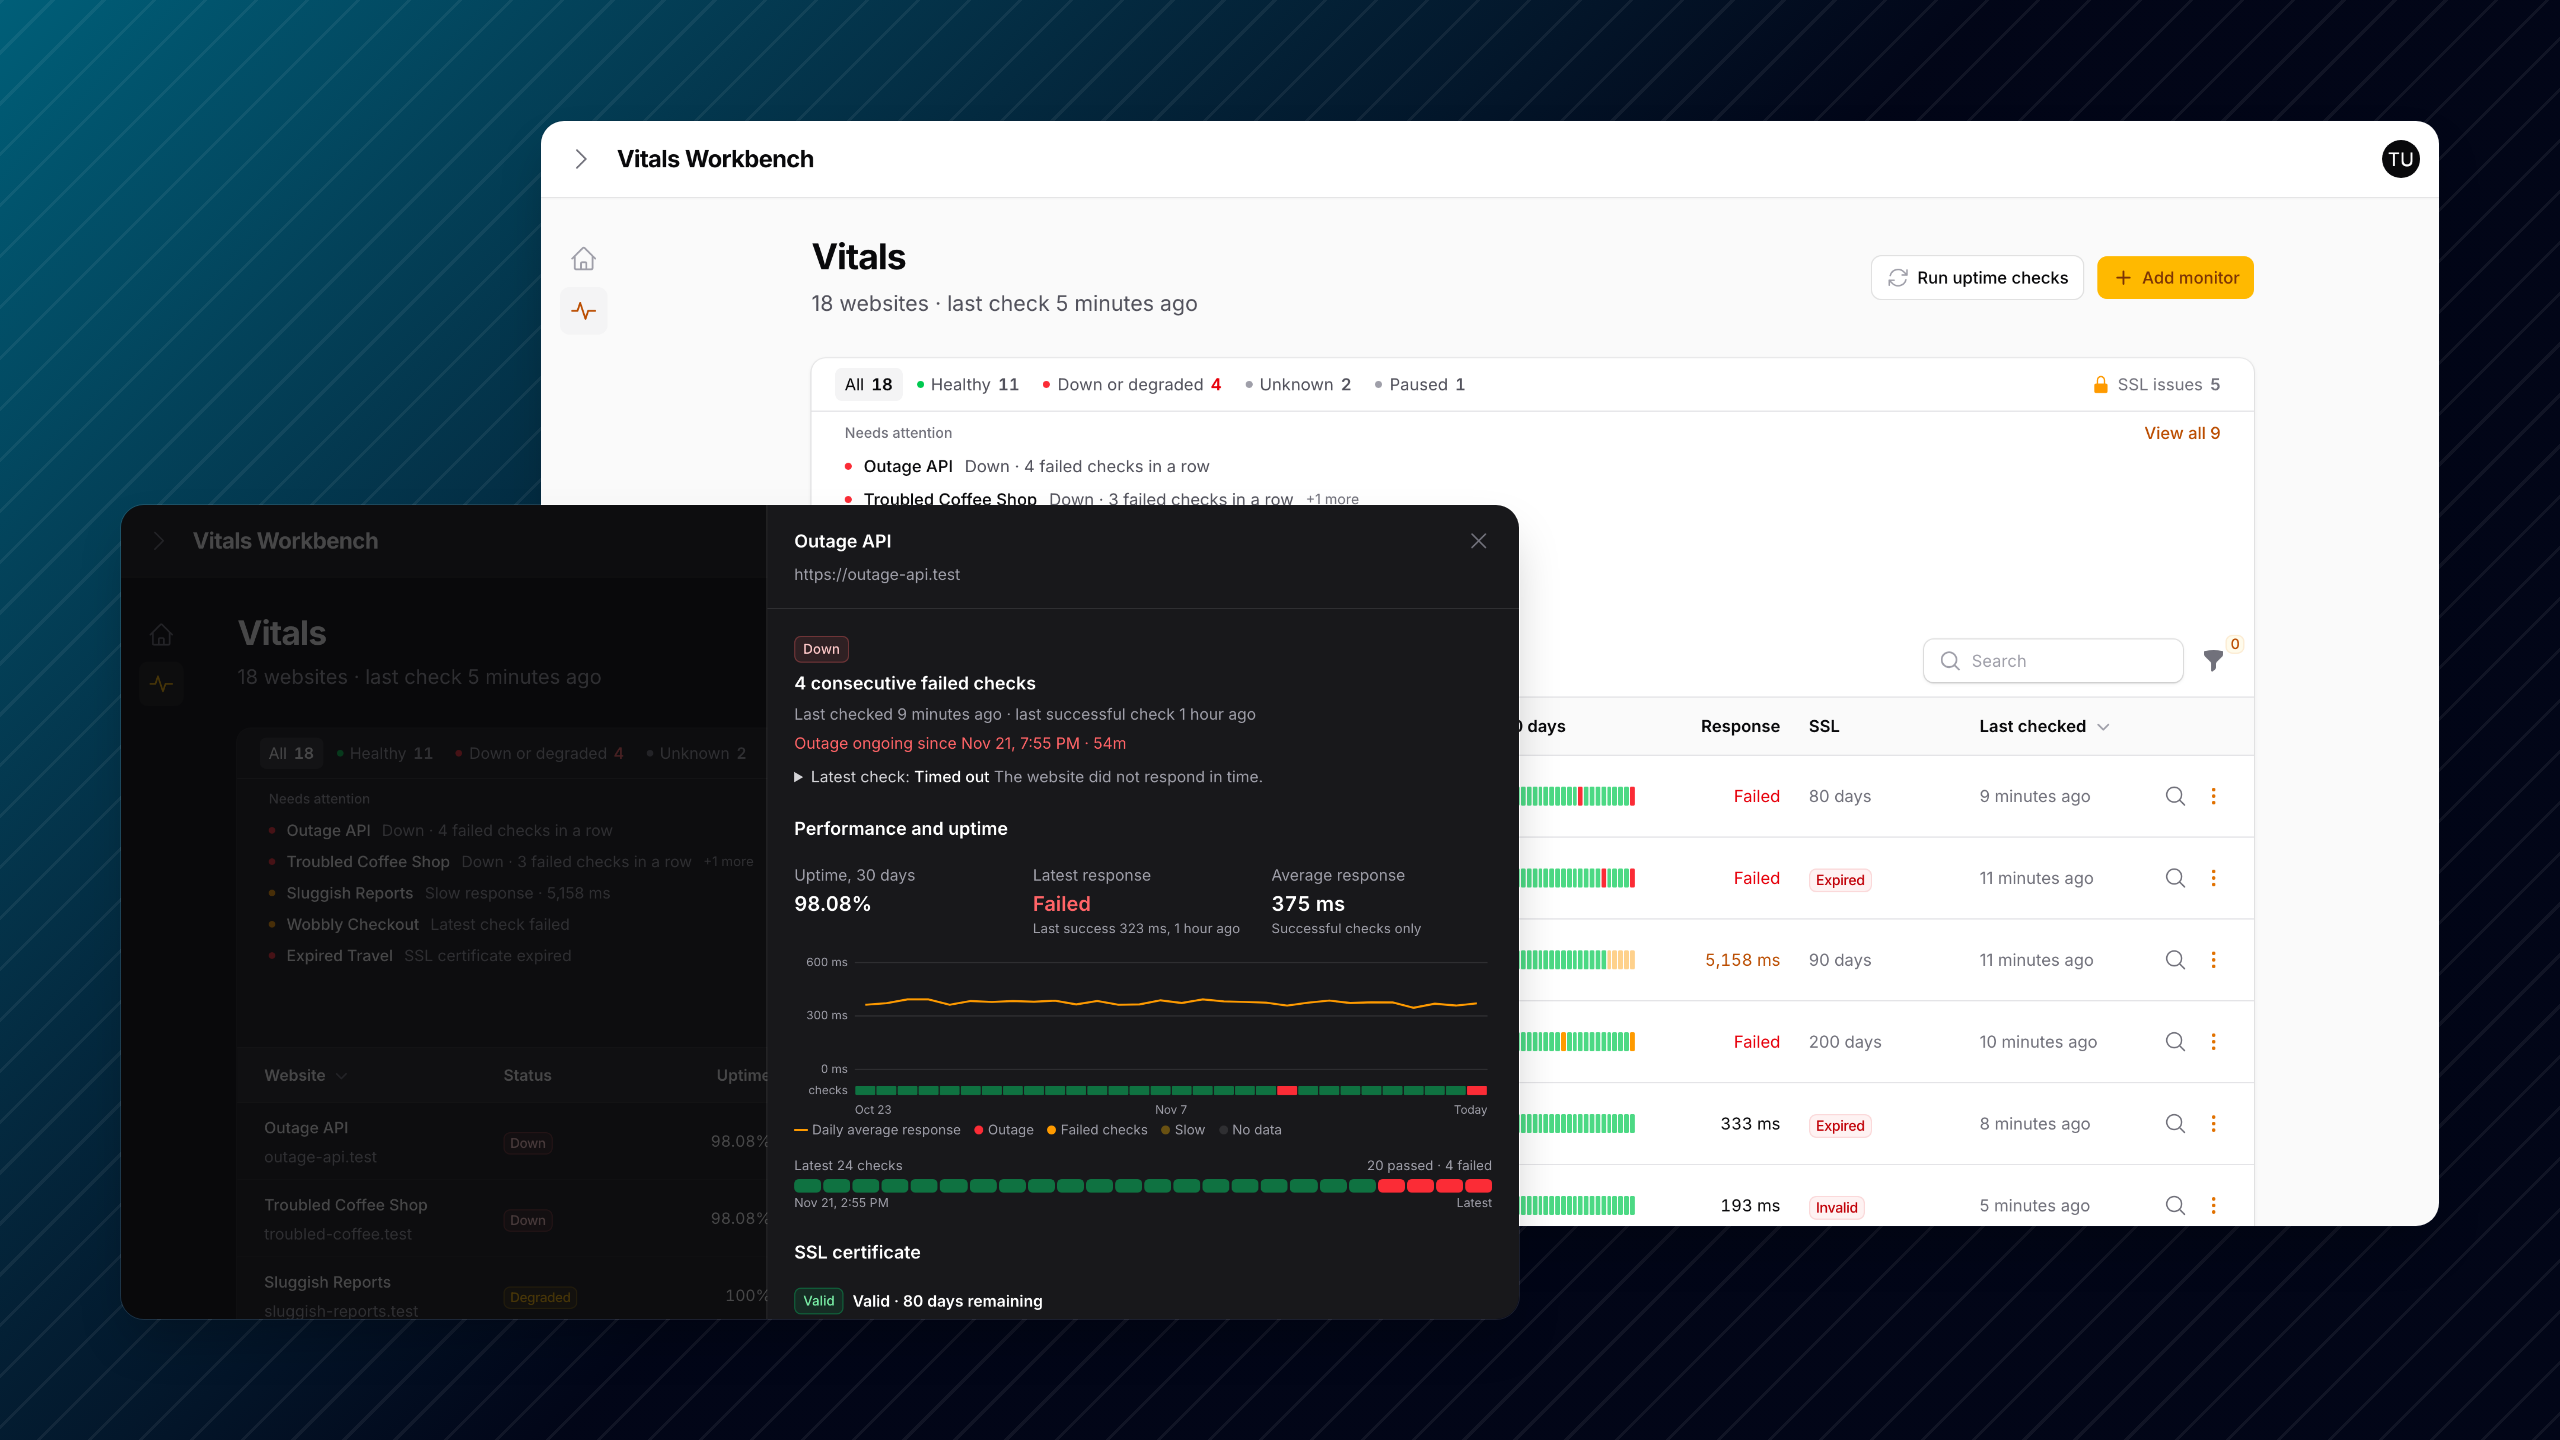 Vitals Workbench
TU
Vitals
18 websites · last check 5 minutes ago
Run uptime checks
Add monitor
All 18
Healthy 11
Down or degraded 4
Unknown 2
Paused 1
SSL issues 5
Needs attention
View all 9
Outage API Down · 4 failed checks in a row
Troubled Coffee Shop Down · 3 failed checks in a row +1 more
Search
0
0 days
Response
SSL
Last checked
Failed 80 days 9 minutes ago
Failed Expired 11 minutes ago
5,158 ms 90 days 11 minutes ago
Failed 200 days 10 minutes ago
333 ms Expired 8 minutes ago
193 ms Invalid 5 minutes ago
Vitals Workbench
Vitals
18 websites · last check 5 minutes ago
All 18
Healthy 11
Down or degraded 4
Unknown 2
Needs attention
Outage API Down · 4 failed checks in a row
Troubled Coffee Shop Down · 3 failed checks in a row +1 more
Sluggish Reports Slow response · 5,158 ms
Wobbly Checkout Latest check failed
Expired Travel SSL certificate expired
Website
Status
Uptime
Outage API
outage-api.test
Down
98.08%
Troubled Coffee Shop
troubled-coffee.test
Down
98.08%
Sluggish Reports
sluggish-reports.test
Degraded
100%
Outage API
https://outage-api.test
Down
4 consecutive failed checks
Last checked 9 minutes ago · last successful check 1 hour ago
Outage ongoing since Nov 21, 7:55 PM · 54m
Latest check: Timed out The website did not respond in time.
Performance and uptime
Uptime, 30 days
98.08%
Latest response
Failed
Last success 323 ms, 1 hour ago
Average response
375 ms
Successful checks only
600 ms
300 ms
0 ms
checks
Oct 23
Nov 7
Today
Daily average response
Outage
Failed checks
Slow
No data
Latest 24 checks
20 passed · 4 failed
Nov 21, 2:55 PM
Latest
SSL certificate
Valid
Valid · 80 days remaining